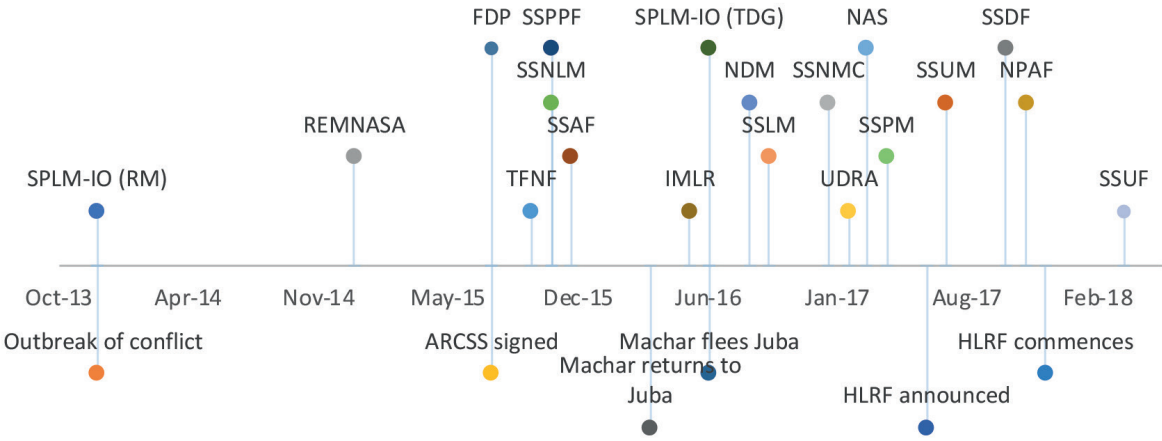 FDP SSPPF SPLM-IO (TDG) NAS SSDF
SSNLM NDM SSNMC SSUM NPAF
REMNASA SSAF SSLM SSPM
SPLM-IO (RM) TFNF IMLR UDRA SSUF
Oct-13 Apr-14 Nov-14 May-15 Dec-15 Jun-16 Jan-17 Aug-17 Feb-18
Outbreak of conflict ARCSS signed Machar flees Juba HLRF commences
Machar returns to
Juba HLRF announced